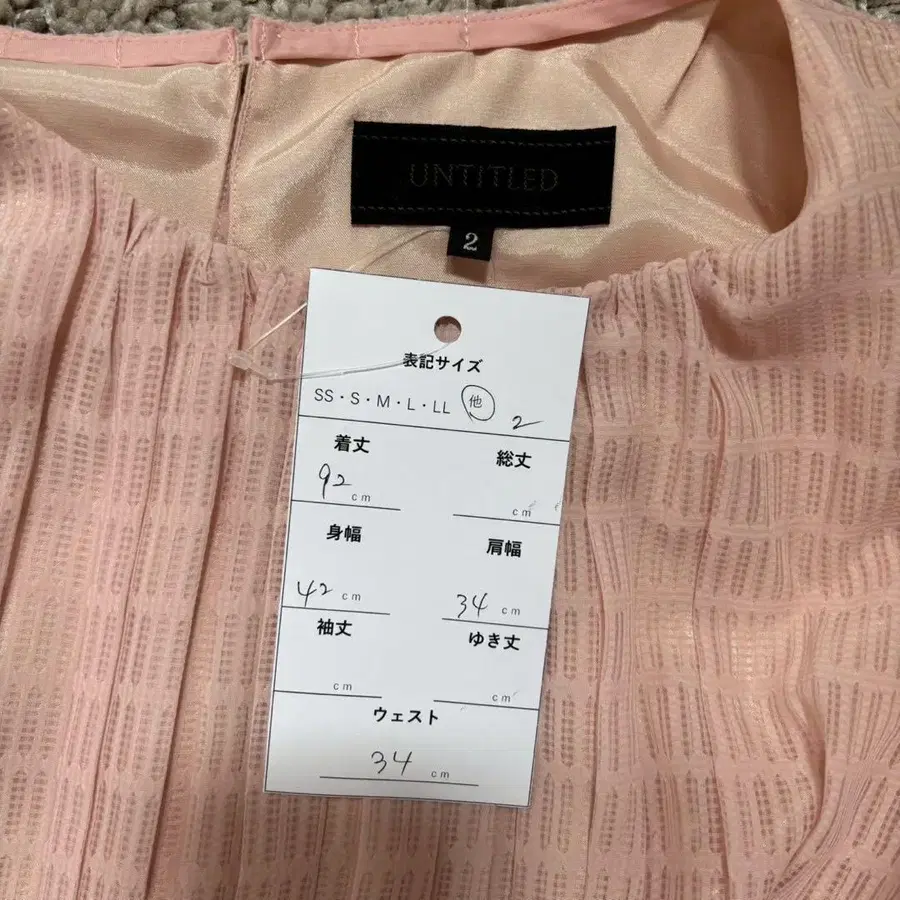 UNTITLED
2
表記サイズ
SS・S・M・L・LL 他 2
着丈 総丈
92 cm cm
身幅 肩幅
42 cm 34 cm
袖丈 ゆき丈
cm cm
ウェスト
34 cm